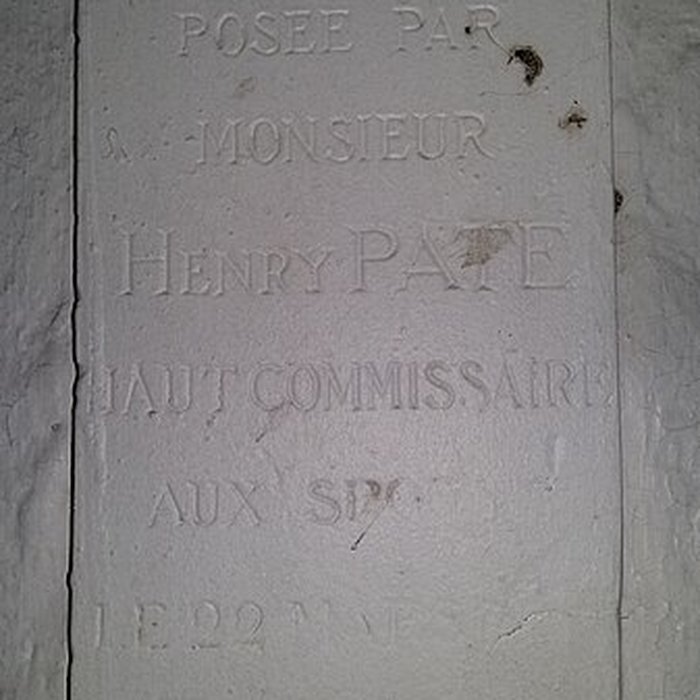 POSEE PAR
MONSIEUR
HENRY PATE
HAUT COMMISSAIRE
AUX
LE 22